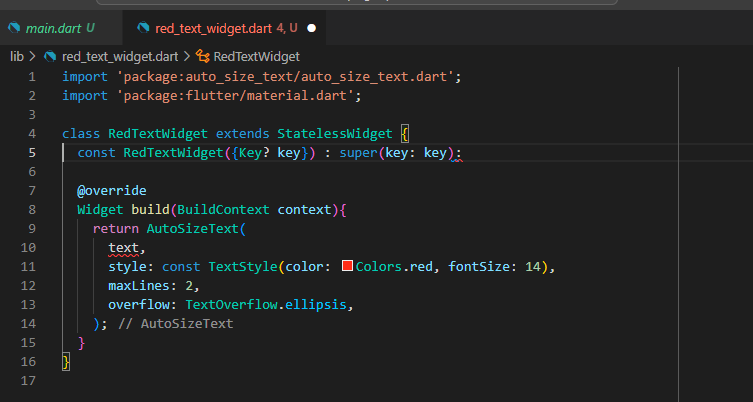 main.dart U red_text_widget.dart 4, U
lib > red_text_widget.dart > RedTextWidget
1 import 'package:auto_size_text/auto_size_text.dart';
2 import 'package:flutter/material.dart';
3
4 class RedTextWidget extends StatelessWidget {
5 const RedTextWidget({Key? key}) : super(key: key);
6
7 @override
8 Widget build(BuildContext context){
9 return AutoSizeText(
10 text,
11 style: const TextStyle(color: Colors.red, fontSize: 14),
12 maxLines: 2,
13 overflow: TextOverflow.ellipsis,
14 ); // AutoSizeText
15 }
16 }
17